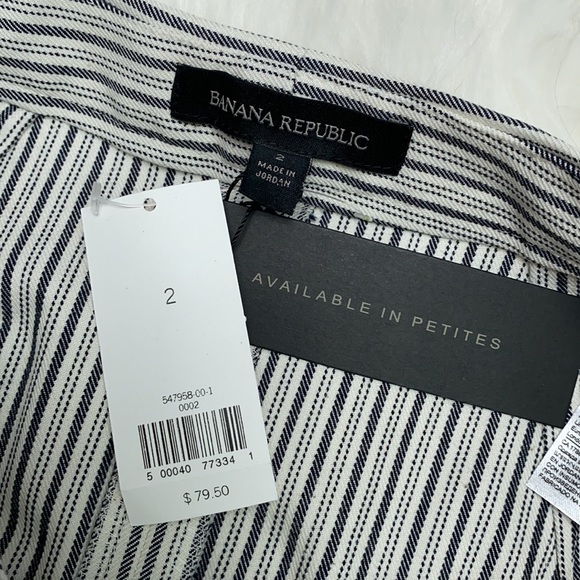 BANANA REPUBLIC
2
MADE IN
JORDAN
AVAILABLE IN PETITES
2
547958-00-1
0002
5 00040 77334 1
$79.50